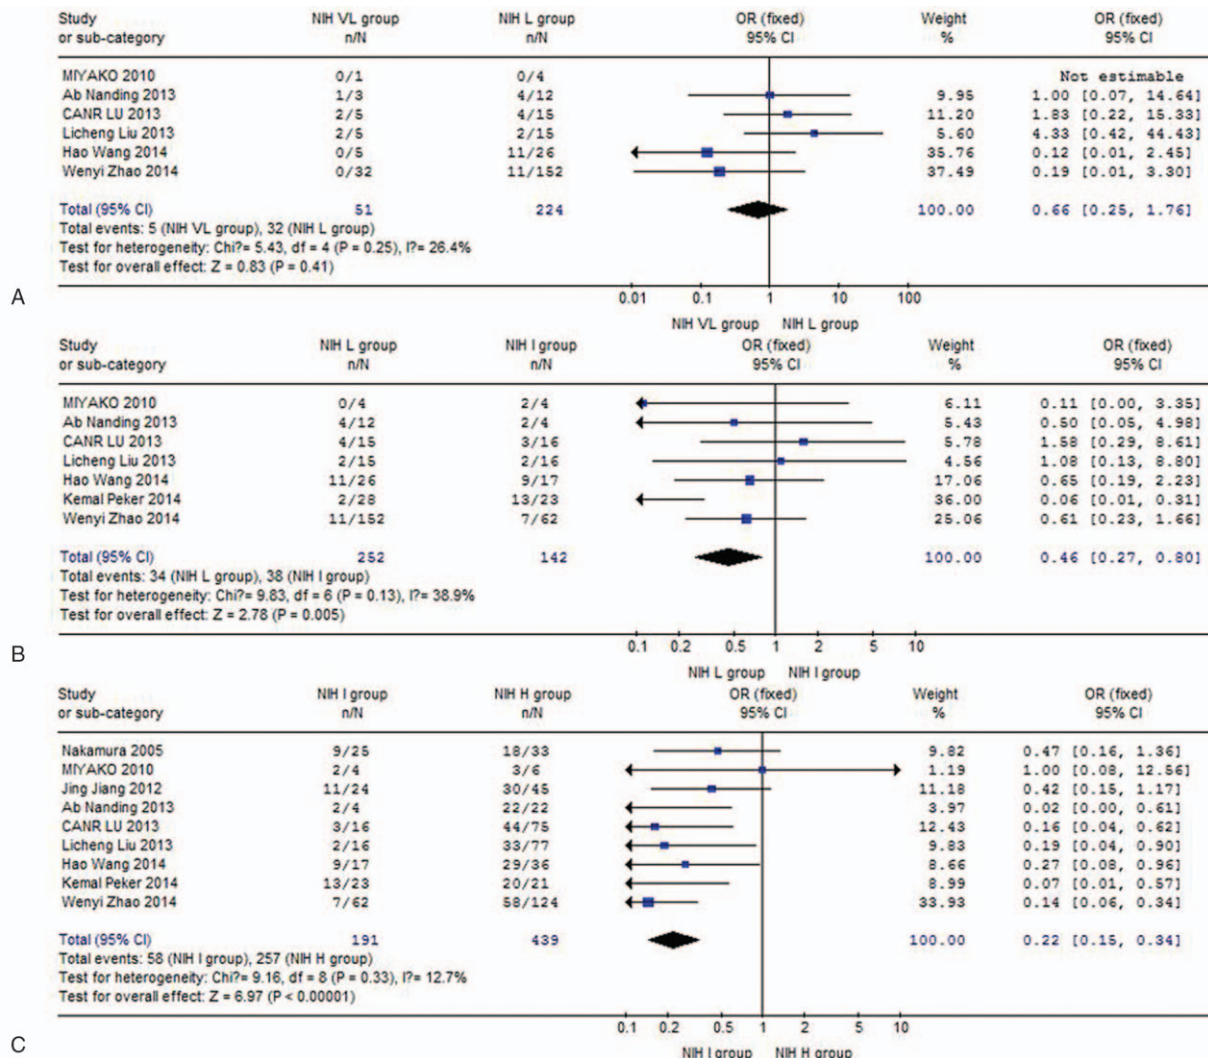 Study NIH VL group NIH L group OR (fixed) Weight OR (fixed)
or sub-category n/N n/N 95% CI % 95% CI
MIYAKO 2010 0/1 0/4 Not estimable
Ab Nanding 2013 1/3 4/12 9.95 1.00 [0.07, 14.64]
CANR LU 2013 2/5 4/15 11.20 1.83 [0.22, 15.33]
Licheng Liu 2013 2/5 2/15 5.60 4.33 [0.42, 44.43]
Hao Wang 2014 0/5 11/26 35.76 0.12 [0.01, 2.45]
Wenyi Zhao 2014 0/32 11/152 37.49 0.19 [0.01, 3.30]
Total (95% CI) 51 224 100.00 0.66 [0.25, 1.76]
Total events: 5 (NIH VL group), 32 (NIH L group)
Test for heterogeneity: Chi?= 5.43, df = 4 (P = 0.25), I?= 26.4%
Test for overall effect: Z = 0.83 (P = 0.41)
A
0.01 0.1 1 10 100
NIH VL group NIH L group
Study NIH L group NIH I group OR (fixed) Weight OR (fixed)
or sub-category n/N n/N 95% CI % 95% CI
MIYAKO 2010 0/4 2/4 6.11 0.11 [0.00, 3.35]
Ab Nanding 2013 4/12 2/4 5.43 0.50 [0.05, 4.98]
CANR LU 2013 4/15 3/16 5.78 1.58 [0.29, 8.61]
Licheng Liu 2013 2/15 2/16 4.56 1.08 [0.13, 8.80]
Hao Wang 2014 11/26 9/17 17.06 0.65 [0.19, 2.23]
Kemal Peker 2014 2/28 13/23 36.00 0.06 [0.01, 0.31]
Wenyi Zhao 2014 11/152 7/62 25.06 0.61 [0.23, 1.66]
Total (95% CI) 252 142 100.00 0.46 [0.27, 0.80]
Total events: 34 (NIH L group), 38 (NIH I group)
Test for heterogeneity: Chi?= 9.83, df = 6 (P = 0.13), I?= 38.9%
Test for overall effect: Z = 2.78 (P = 0.005)
0.1 0.2 0.5 1 2 5 10
B
NIH L group NIH I group
Study NIH I group NIH H group OR (fixed) Weight OR (fixed)
or sub-category n/N n/N 95% CI % 95% CI
Nakamura 2005 9/25 18/33 9.82 0.47 [0.16, 1.36]
MIYAKO 2010 2/4 3/6 1.19 1.00 [0.08, 12.56]
Jing Jiang 2012 11/24 30/45 11.18 0.42 [0.15, 1.17]
Ab Nanding 2013 2/4 22/22 3.97 0.02 [0.00, 0.61]
CANR LU 2013 3/16 44/75 12.43 0.16 [0.04, 0.62]
Licheng Liu 2013 2/16 33/77 9.83 0.19 [0.04, 0.90]
Hao Wang 2014 9/17 29/36 8.66 0.27 [0.08, 0.96]
Kemal Peker 2014 13/23 20/21 8.99 0.07 [0.01, 0.57]
Wenyi Zhao 2014 7/62 58/124 33.93 0.14 [0.06, 0.34]
Total (95% CI) 191 439 100.00 0.22 [0.15, 0.34]
Total events: 58 (NIH I group), 257 (NIH H group)
Test for heterogeneity: Chi?= 9.16, df = 8 (P = 0.33), I?= 12.7%
Test for overall effect: Z = 6.97 (P < 0.00001)
0.1 0.2 0.5 1 2 5 10
C
NIH I group NIH H group